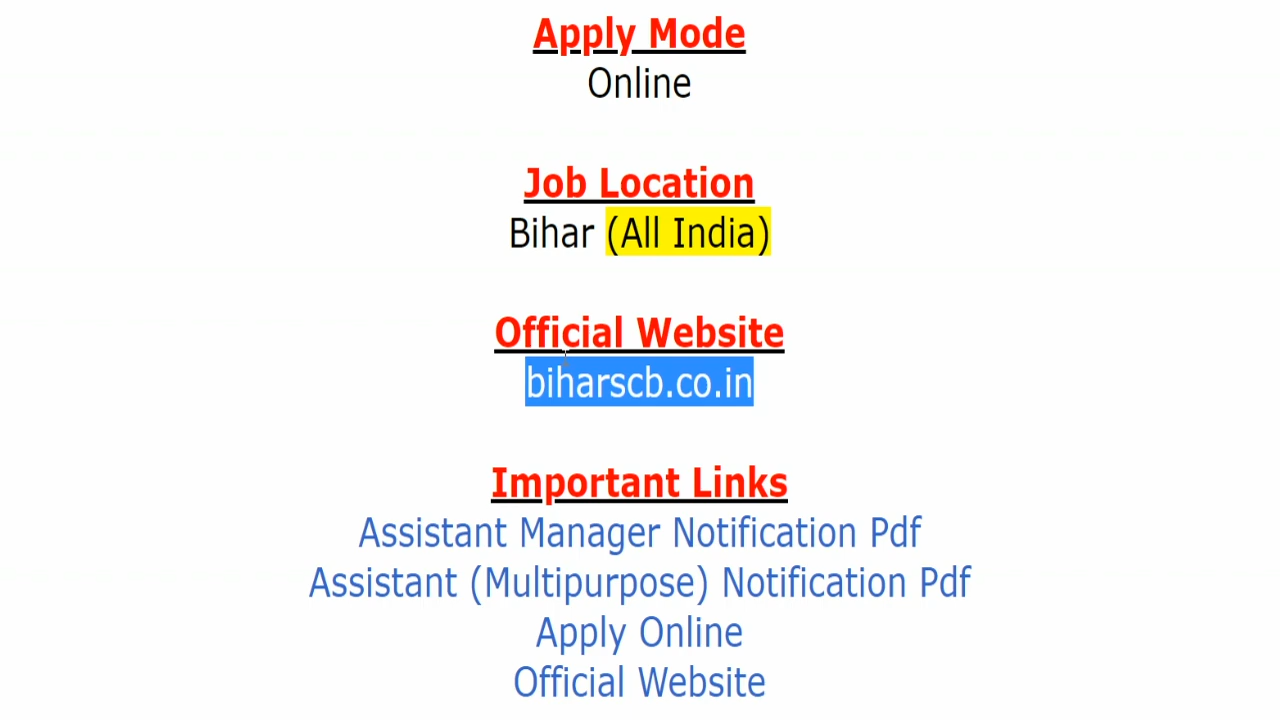 Apply Mode
Online
Job Location
Bihar (All India)
Official Website
biharscb.co.in
Important Links
Assistant Manager Notification Pdf
Assistant (Multipurpose) Notification Pdf
Apply Online
Official Website